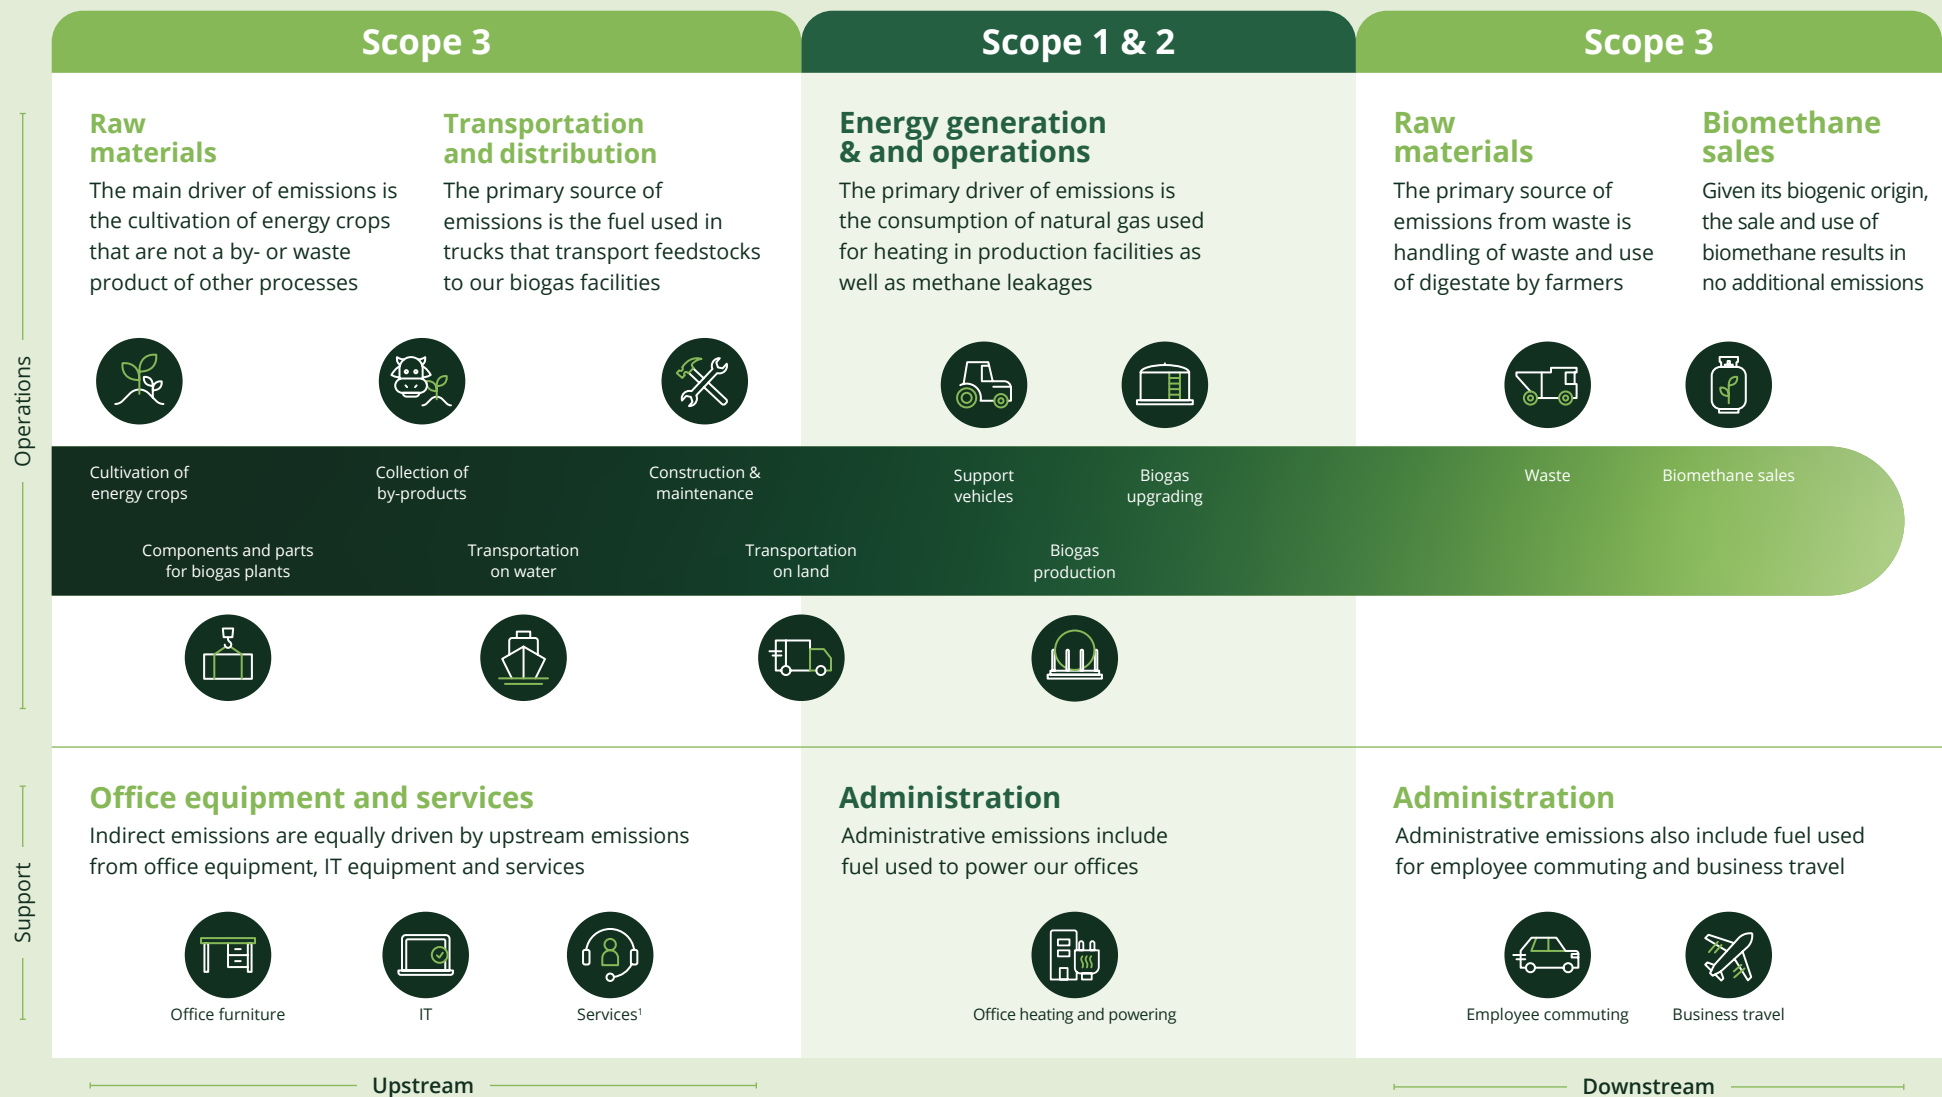 Scope 3
Scope 1 & 2
Scope 3
Operations
Raw
materials
The main driver of emissions is
the cultivation of energy crops
that are not a by- or waste
product of other processes
Transportation
and distribution
The primary source of
emissions is the fuel used in
trucks that transport feedstocks
to our biogas facilities
Energy generation
& and operations
The primary driver of emissions is
the consumption of natural gas used
for heating in production facilities as
well as methane leakages
Raw
materials
The primary source of
emissions from waste is
handling of waste and use
of digestate by farmers
Biomethane
sales
Given its biogenic origin,
the sale and use of
biomethane results in
no additional emissions
Cultivation of
energy crops
Collection of
by-products
Construction &
maintenance
Support
vehicles
Biogas
upgrading
Waste
Biomethane sales
Components and parts
for biogas plants
Transportation
on water
Transportation
on land
Biogas
production
Support
Office equipment and services
Indirect emissions are equally driven by upstream emissions
from office equipment, IT equipment and services
Administration
Administrative emissions include
fuel used to power our offices
Administration
Administrative emissions also include fuel used
for employee commuting and business travel
Office furniture
IT
Services¹
Office heating and powering
Employee commuting
Business travel
Upstream
Downstream